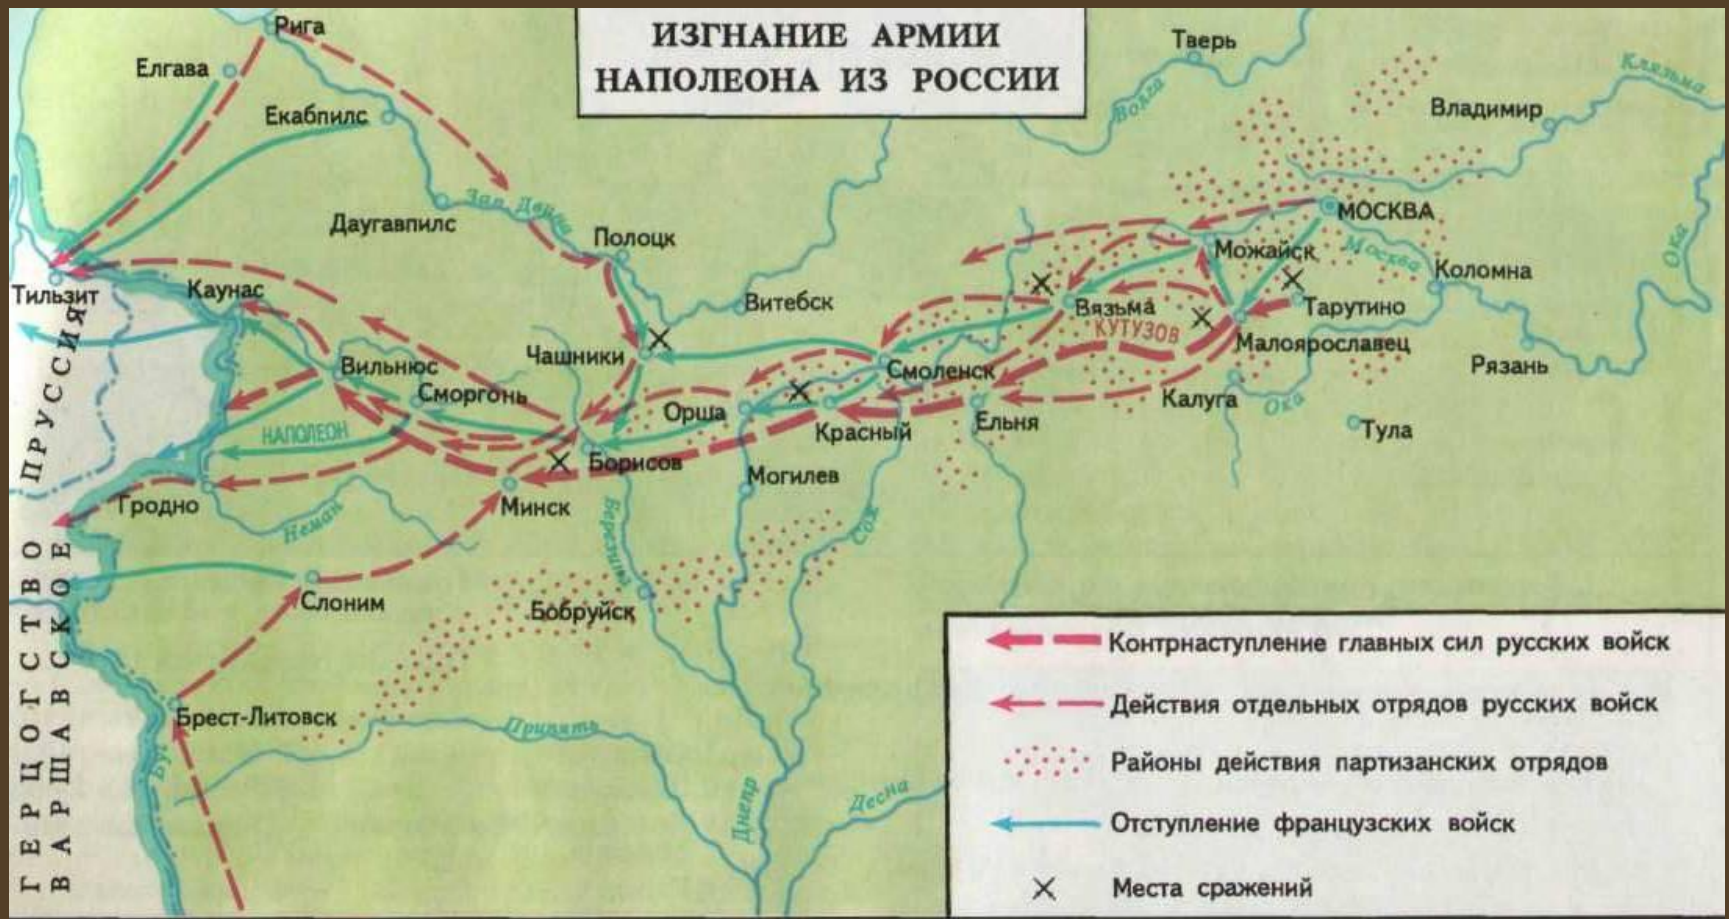 ИЗГНАНИЕ АРМИИ
НАПОЛЕОНА ИЗ РОССИИ
Рига
Елгава
Екабпилс
Даугавпилс
Зап. Двина
Полоцк
Тверь
Волга
Клязьма
Владимир
МОСКВА
Можайск
Москва
Коломна
Ока
Тильзит
Каунас
Витебск
Вязьма
Тарутино
КУТУЗОВ
Малоярославец
Рязань
Чашники
Вильнюс
Сморгонь
Смоленск
Калуга
Ока
Орша
Красный
Ельня
Тула
НАПОЛЕОН
Борисов
Могилев
Гродно
Минск
Неман
Березина
Сож
Слоним
Бобруйск
Брест-Литовск
Буг
Припять
Днепр
Десна
ПРУССИЯ
ГЕРЦОГСТВО
ВАРШАВСКОЕ
Контрнаступление главных сил русских войск
Действия отдельных отрядов русских войск
Районы действия партизанских отрядов
Отступление французских войск
Места сражений